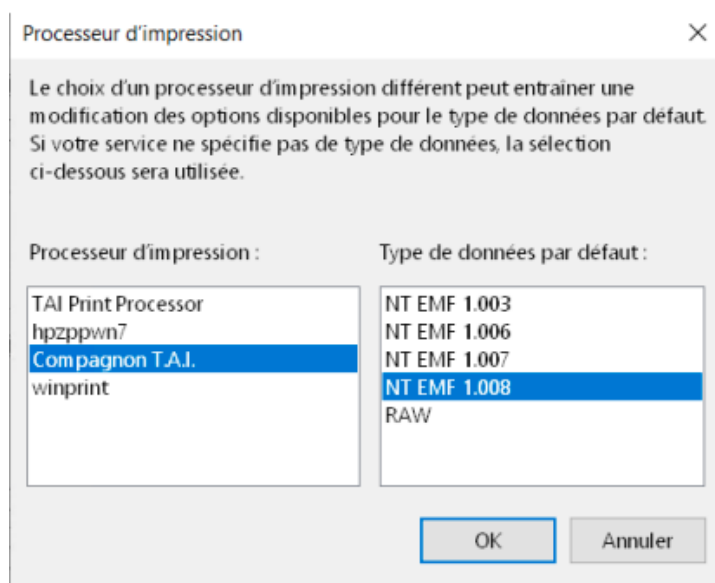 Processeur d'impression
Le choix d'un processeur d'impression différent peut entraîner une
modification des options disponibles pour le type de données par défaut.
Si votre service ne spécifie pas de type de données, la sélection
ci-dessous sera utilisée.
Processeur d'impression :
TAI Print Processor
hpzppwn7
Compagnon T.A.I.
winprint
Type de données par défaut :
NT EMF 1.003
NT EMF 1.006
NT EMF 1.007
NT EMF 1.008
RAW
OK
Annuler